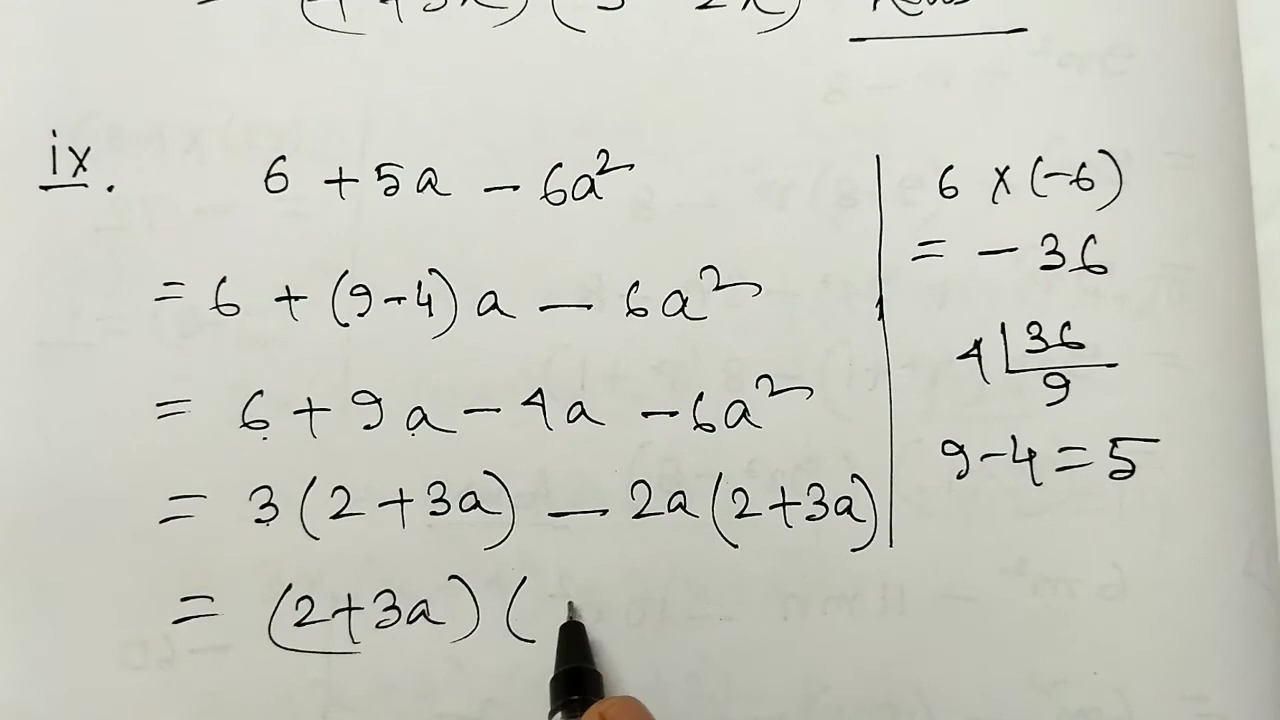 ix. 6 + 5a - 6a²
= 6 + (9-4) a - 6a²
= 6 + 9a - 4a - 6a²
= 3 (2 + 3a) - 2a (2+3a)
= (2+3a) (
6 × (-6)
= - 36
4 | 36
9
9-4 = 5